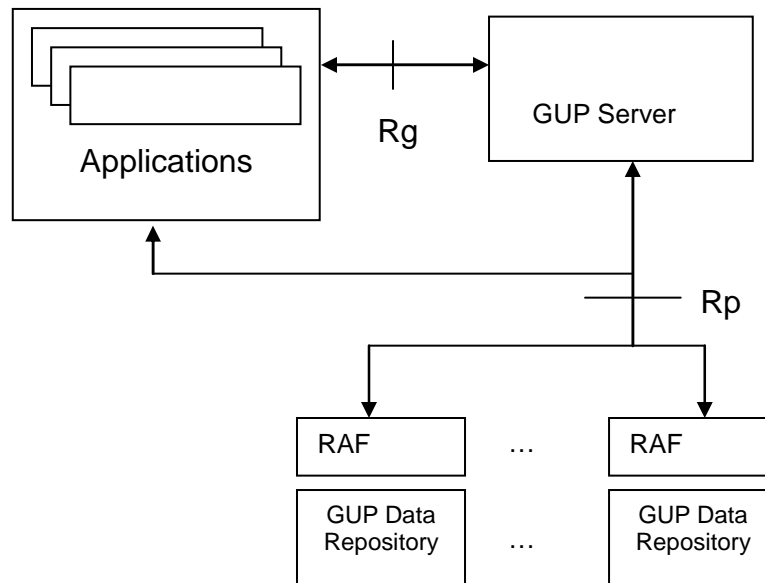 Rg
GUP Server
Applications
Rp
RAF
…
RAF
GUP Data
Repository
…
GUP Data
Repository